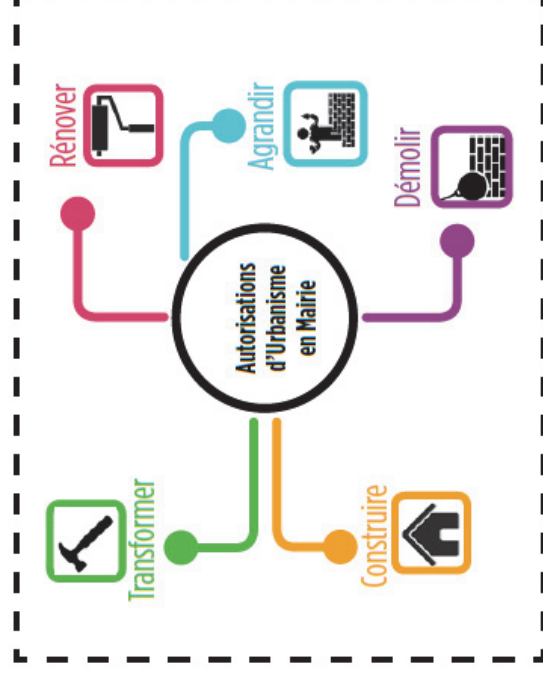 Rénover
Agrandir
Démolir
Autorisations
d'Urbanisme
en Mairie
Transformer
Construire